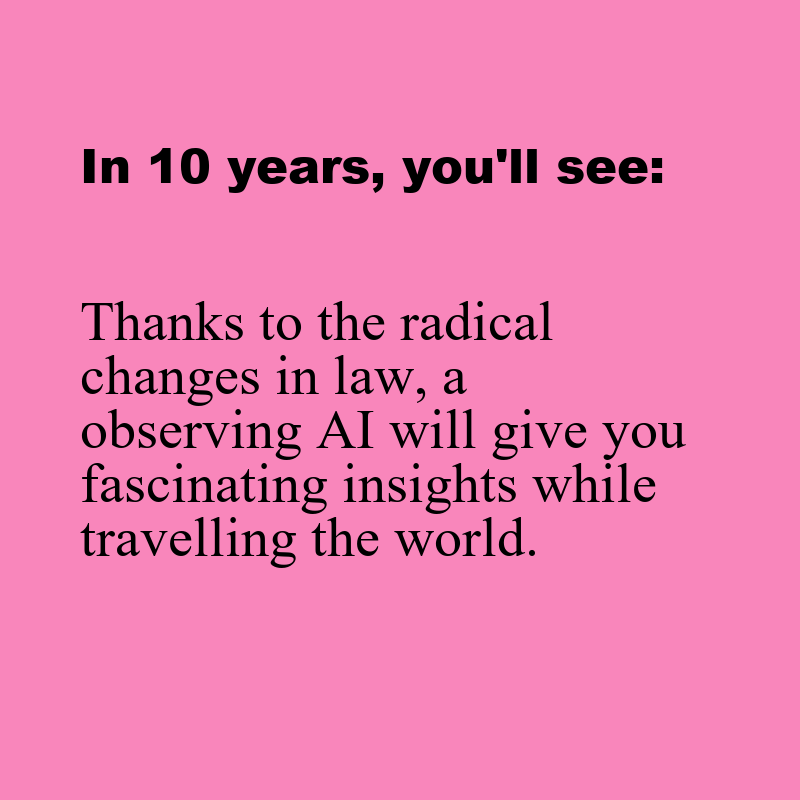 In 10 years, you'll see:
Thanks to the radical
changes in law, a
observing AI will give you
fascinating insights while
travelling the world.